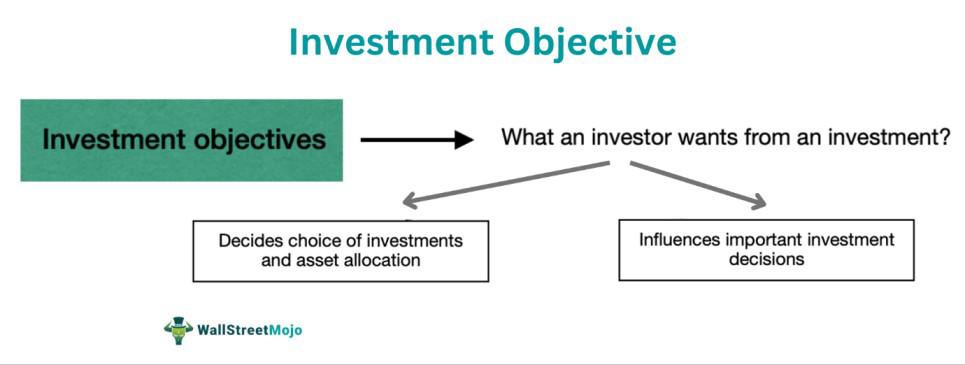 Investment Objective
Investment objectives
What an investor wants from an investment?
Decides choice of investments
and asset allocation
Influences important investment
decisions
WallStreetMojo